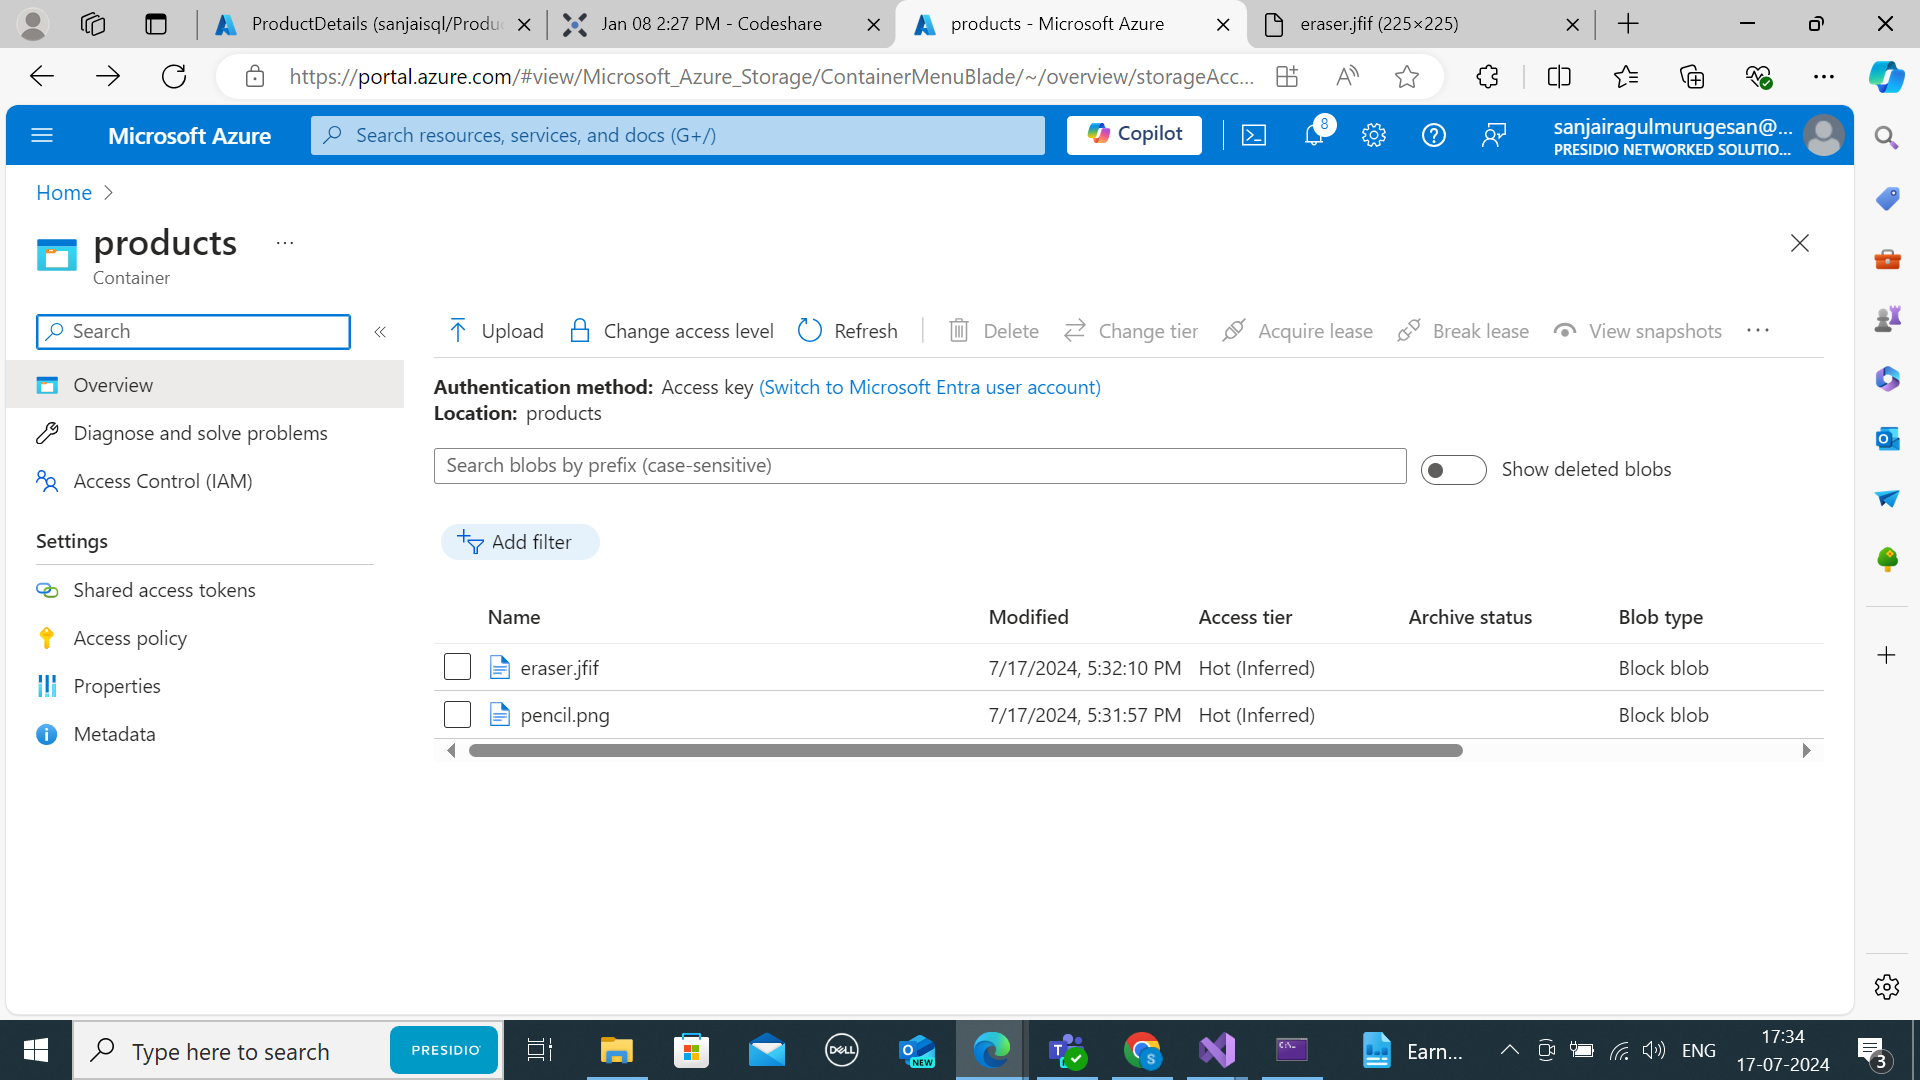 ProductDetails (sanjaisql/Produc
Jan 08 2:27 PM - Codeshare
products - Microsoft Azure
eraser.jfif (225×225)
https://portal.azure.com/#view/Microsoft_Azure_Storage/ContainerMenuBlade/~/overview/storageAcc...
Microsoft Azure
Search resources, services, and docs (G+/)
Copilot
8
sanjairagulmurugesan@...
PRESIDIO NETWORKED SOLUTIO...
Home
products
Container
Search
Upload
Change access level
Refresh
Delete
Change tier
Acquire lease
Break lease
View snapshots
Overview
Diagnose and solve problems
Access Control (IAM)
Settings
Shared access tokens
Access policy
Properties
Metadata
Authentication method: Access key (Switch to Microsoft Entra user account)
Location: products
Search blobs by prefix (case-sensitive)
Show deleted blobs
Add filter
Name Modified Access tier Archive status Blob type
eraser.jfif 7/17/2024, 5:32:10 PM Hot (Inferred) Block blob
pencil.png 7/17/2024, 5:31:57 PM Hot (Inferred) Block blob
Type here to search
PRESIDIO
DELL
NEW
Earn...
ENG
17:34
17-07-2024
3